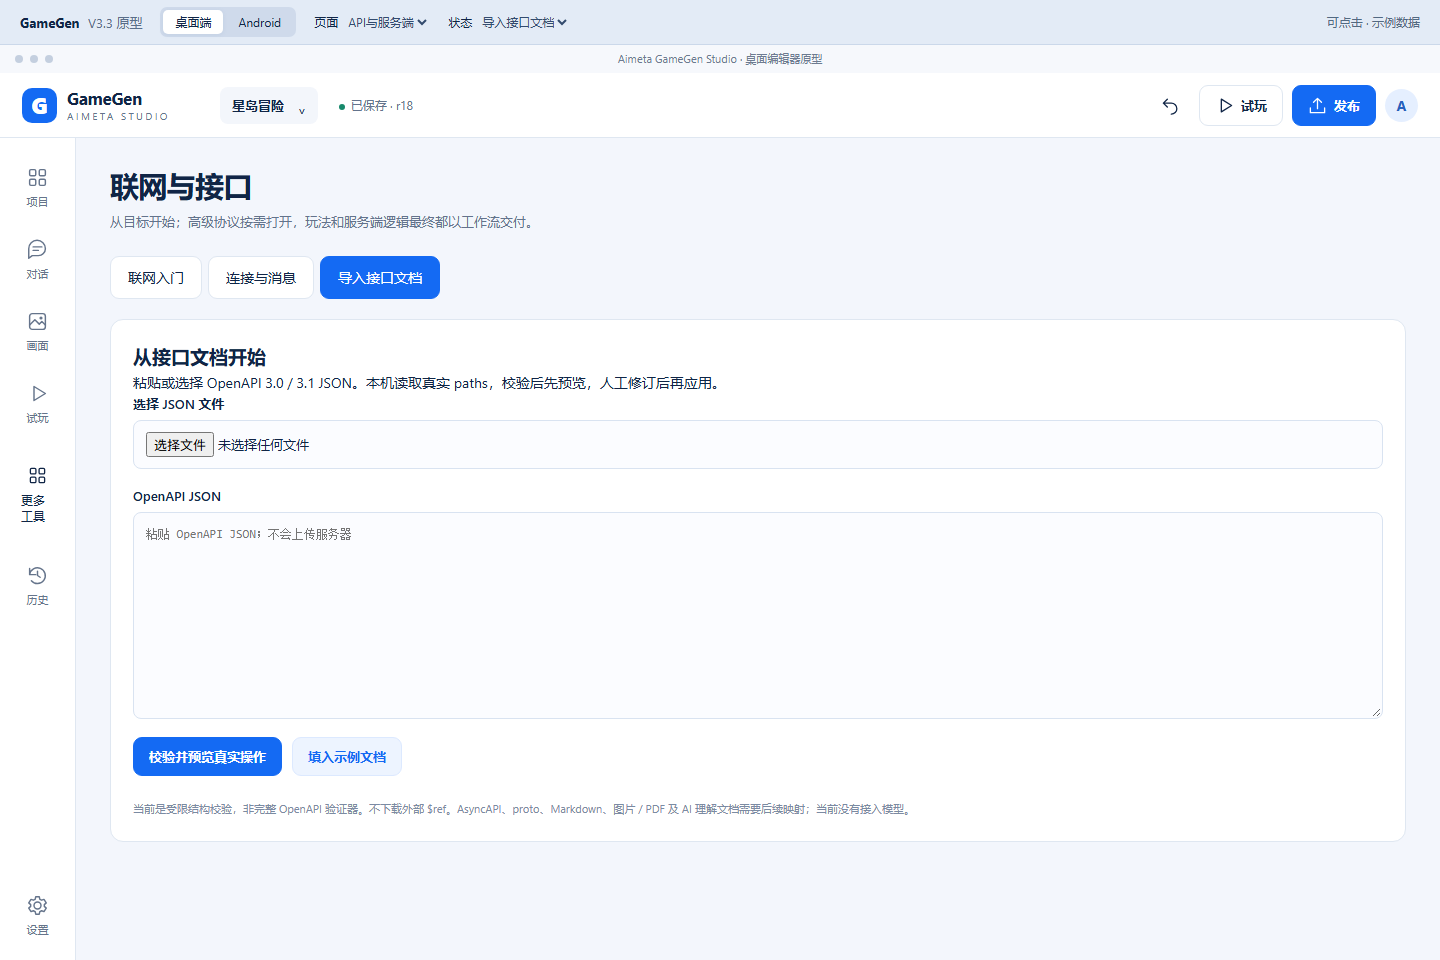 GameGen V3.3 原型 桌面端 Android 页面 API与服务端 状态 导入接口文档 可点击 · 示例数据
Aimeta GameGen Studio · 桌面编辑器原型
G GameGen 星岛冒险 已保存 · r18 试玩 发布 A
AIMETA STUDIO
项目
对话
画面
试玩
更多
工具
历史
设置
联网与接口
从目标开始；高级协议按需打开，玩法和服务端逻辑最终都以工作流交付。
联网入门 连接与消息 导入接口文档
从接口文档开始
粘贴或选择 OpenAPI 3.0 / 3.1 JSON。本机读取真实 paths，校验后先预览，人工修订后再应用。
选择 JSON 文件
选择文件 未选择任何文件
OpenAPI JSON
粘贴 OpenAPI JSON；不会上传服务器
校验并预览真实操作 填入示例文档
当前是受限结构校验，非完整 OpenAPI 验证器。不下载外部 $ref。AsyncAPI、proto、Markdown、图片 / PDF 及 AI 理解文档需要后续映射；当前没有接入模型。